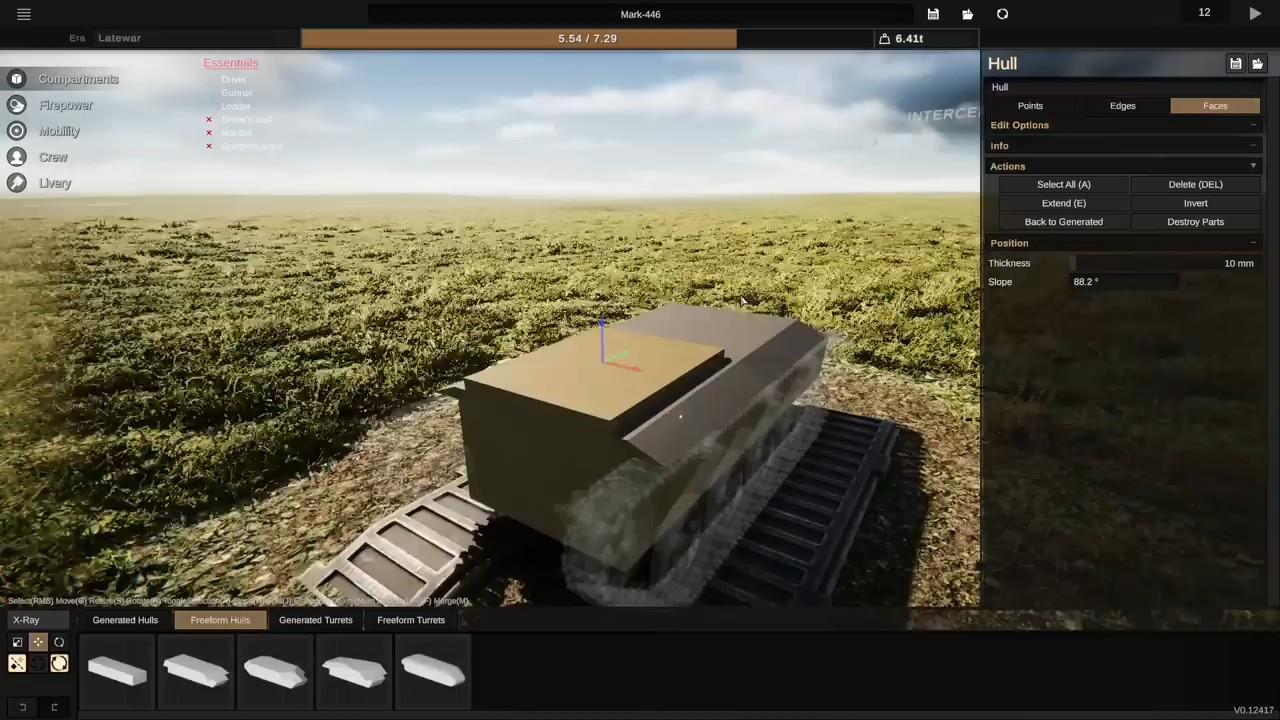 Mark-446
12
Era Latewar
5.54 / 7.29
6.41t
Compartments
Firepower
Mobility
Crew
Livery
Essentials
Driver
Gunner
Loader
Hull
Hull
Points Edges Faces
Edit Options
Info
Actions
Select All (A) Delete (DEL)
Extend (E) Invert
Back to Generated Destroy Parts
Position
Thickness 10 mm
Slope 88.2 °
X-Ray
Generated Hulls Freeform Hulls Generated Turrets Freeform Turrets
V0.12417